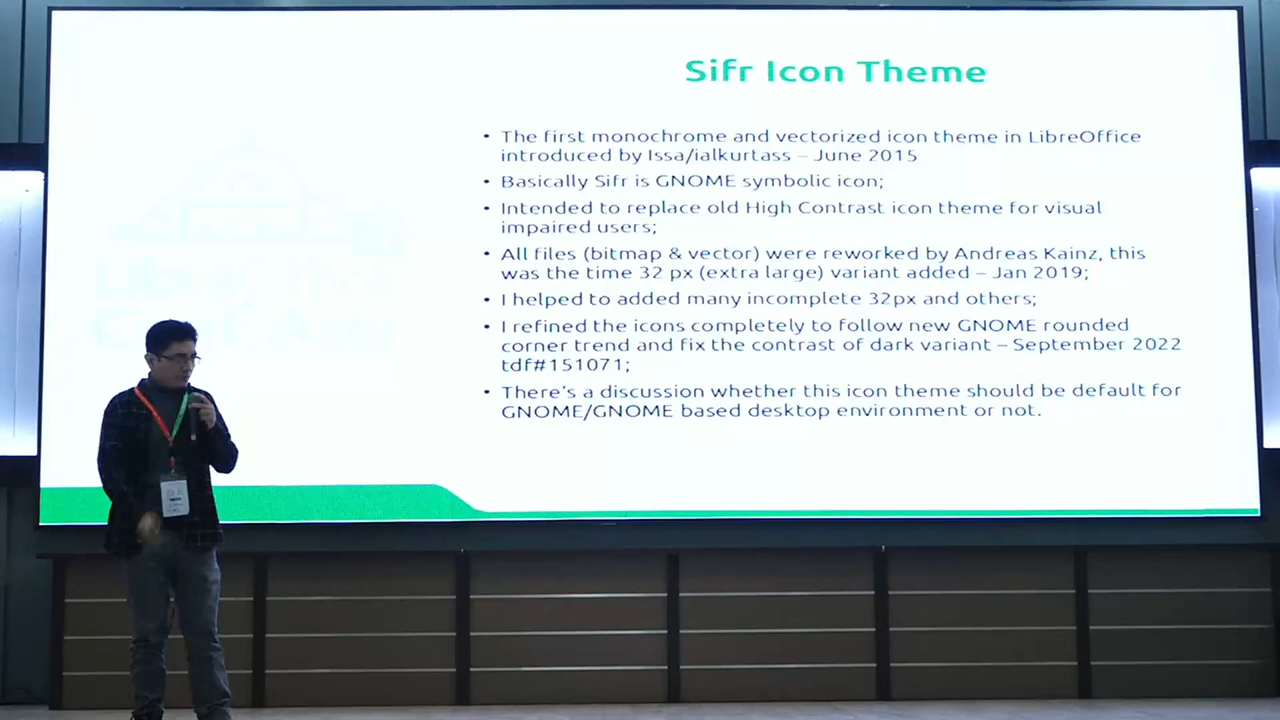 Sifr Icon Theme
• The first monochrome and vectorized icon theme in LibreOffice
introduced by Issa/ialkurtass – June 2015
• Basically Sifr is GNOME symbolic icon;
• Intended to replace old High Contrast icon theme for visual
impaired users;
• All files (bitmap & vector) were reworked by Andreas Kainz, this
was the time 32 px (extra large) variant added – Jan 2019;
• I helped to added many incomplete 32px and others;
• I refined the icons completely to follow new GNOME rounded
corner trend and fix the contrast of dark variant – September 2022
tdf#151071;
• There's a discussion whether this icon theme should be default for
GNOME/GNOME based desktop environment or not.